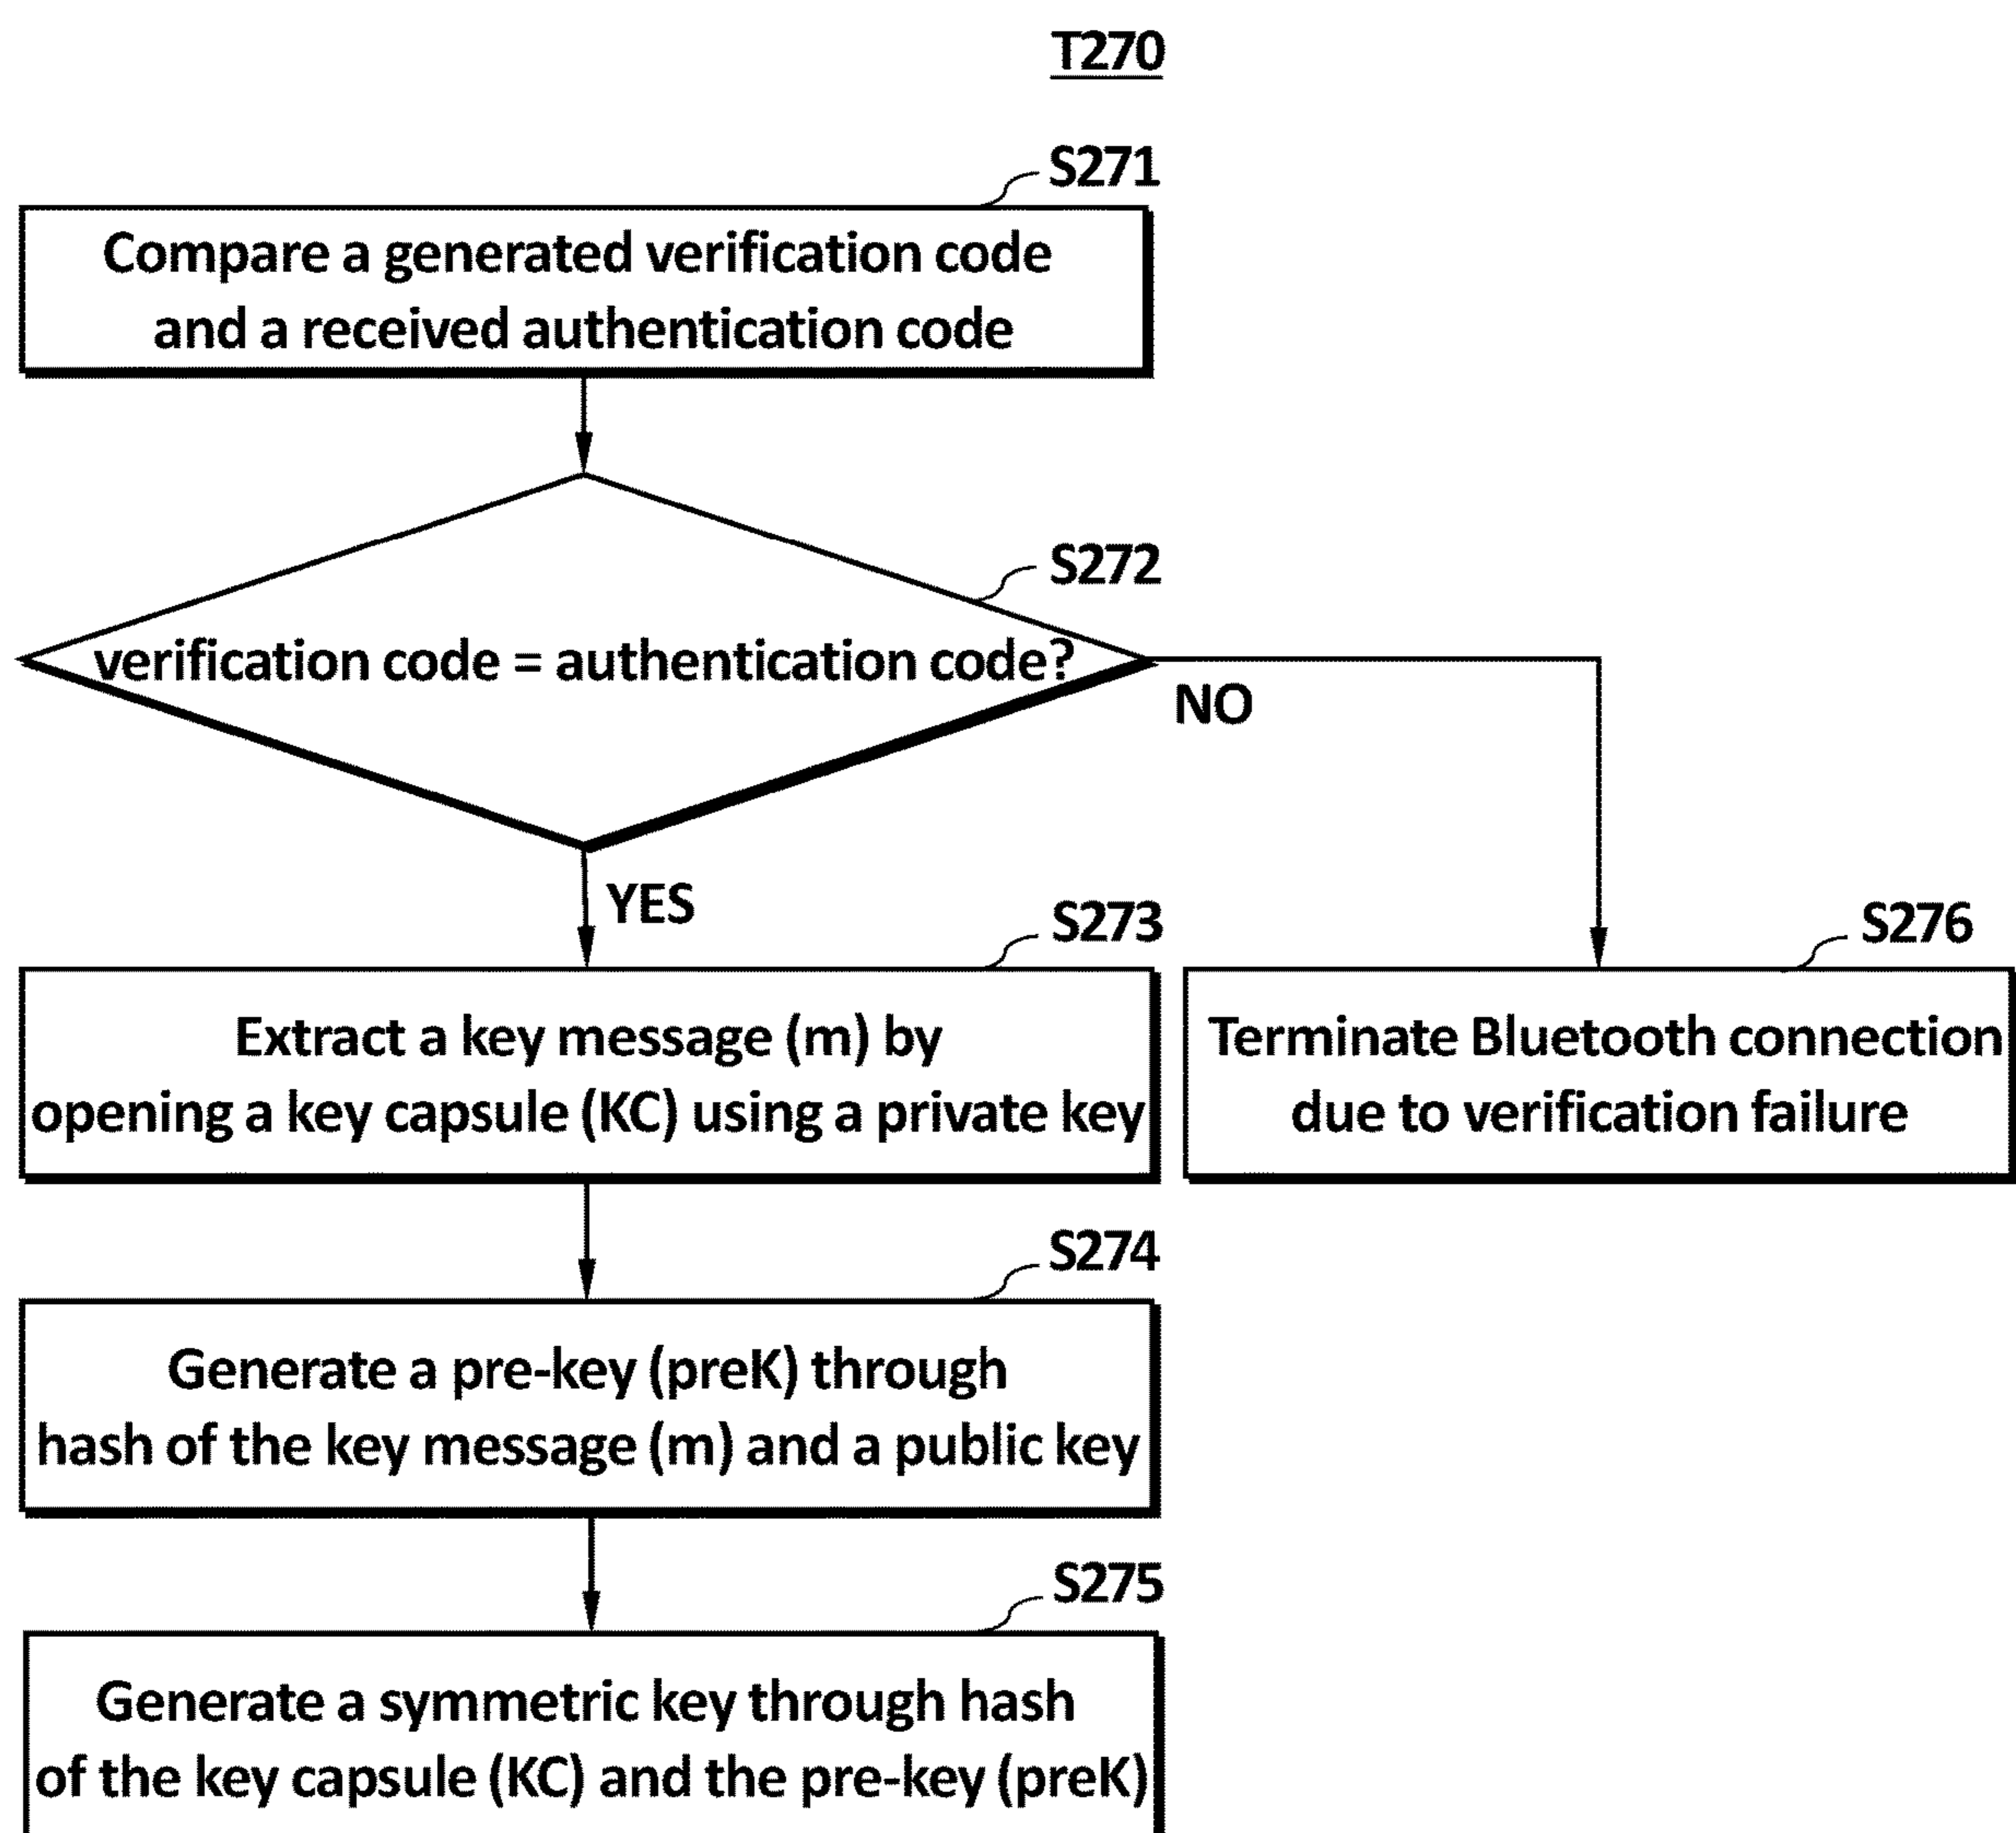 T270
S271
Compare a generated verification code
and a received authentication code
S272
verification code = authentication code?
NO
YES
S273
Extract a key message (m) by
opening a key capsule (KC) using a private key
S276
Terminate Bluetooth connection
due to verification failure
S274
Generate a pre-key (preK) through
hash of the key message (m) and a public key
S275
Generate a symmetric key through hash
of the key capsule (KC) and the pre-key (preK)